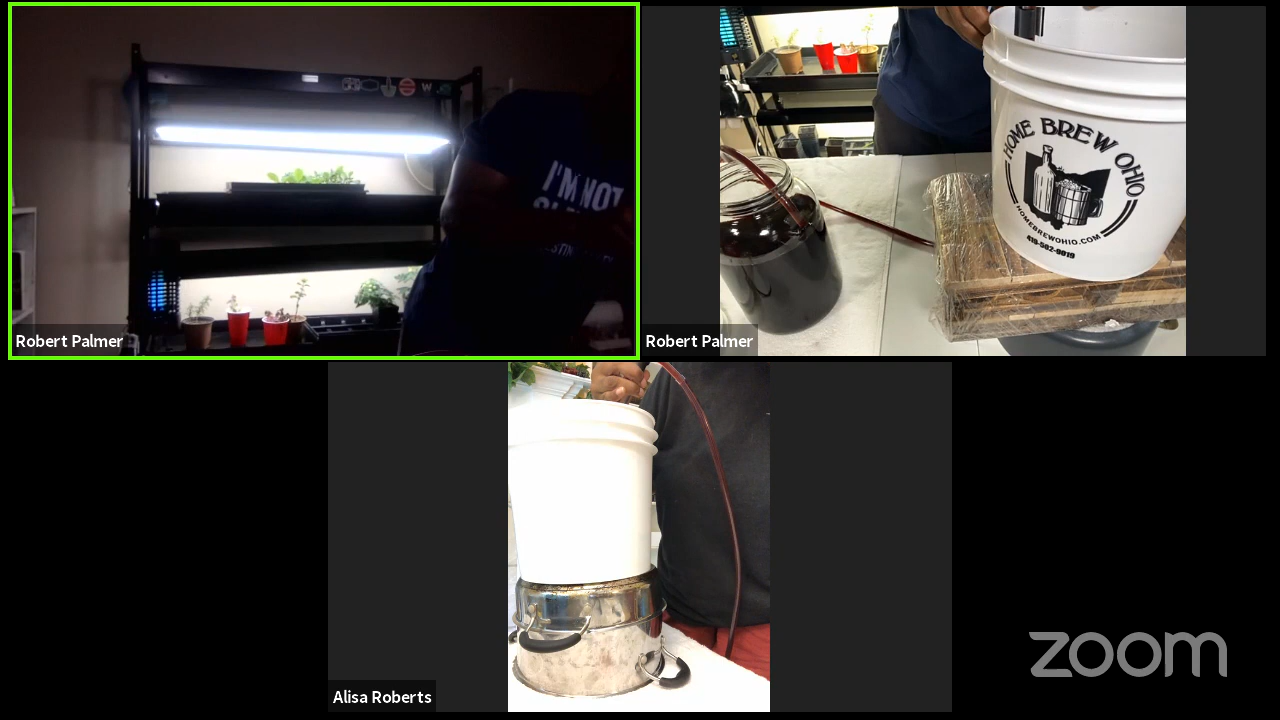 I'M NOT
W
Robert Palmer
HOME BREW OHIO
HOMEBREWOHIO.COM
419-502-9019
Robert Palmer
Alisa Roberts
zoom